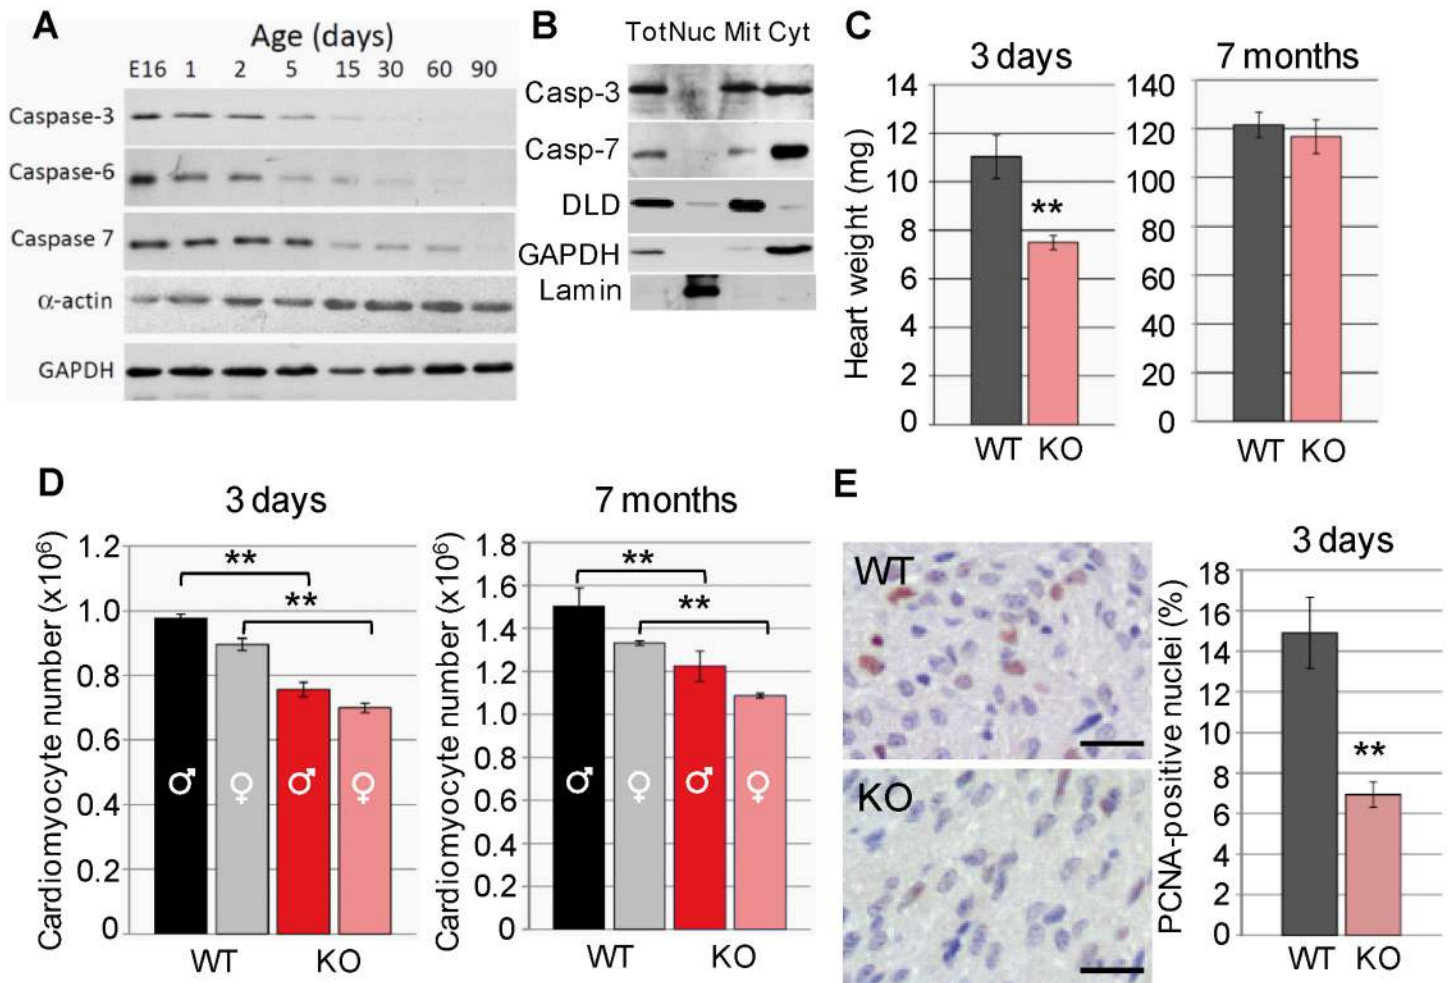 A
Age (days)
E16 1 2 5 15 30 60 90
Caspase-3
Caspase-6
Caspase 7
α-actin
GAPDH
B
Tot Nuc Mit Cyt
Casp-3
Casp-7
DLD
GAPDH
Lamin
C
3 days
Heart weight (mg)
14
12
10
8
6
4
2
0
**
WT KO
7 months
140
120
100
80
60
40
20
0
WT KO
D
3 days
Cardiomyocyte number (x10⁶)
1.2
1.0
0.8
0.6
0.4
0.2
0
**
**
♂ ♀ ♂ ♀
WT KO
7 months
Cardiomyocyte number (x10⁶)
1.8
1.6
1.4
1.2
1.0
0.8
0.6
0.4
0.2
0
**
**
♂ ♀ ♂ ♀
WT KO
E
WT
KO
3 days
PCNA-positive nuclei (%)
18
16
14
12
10
8
6
4
2
0
**
WT KO